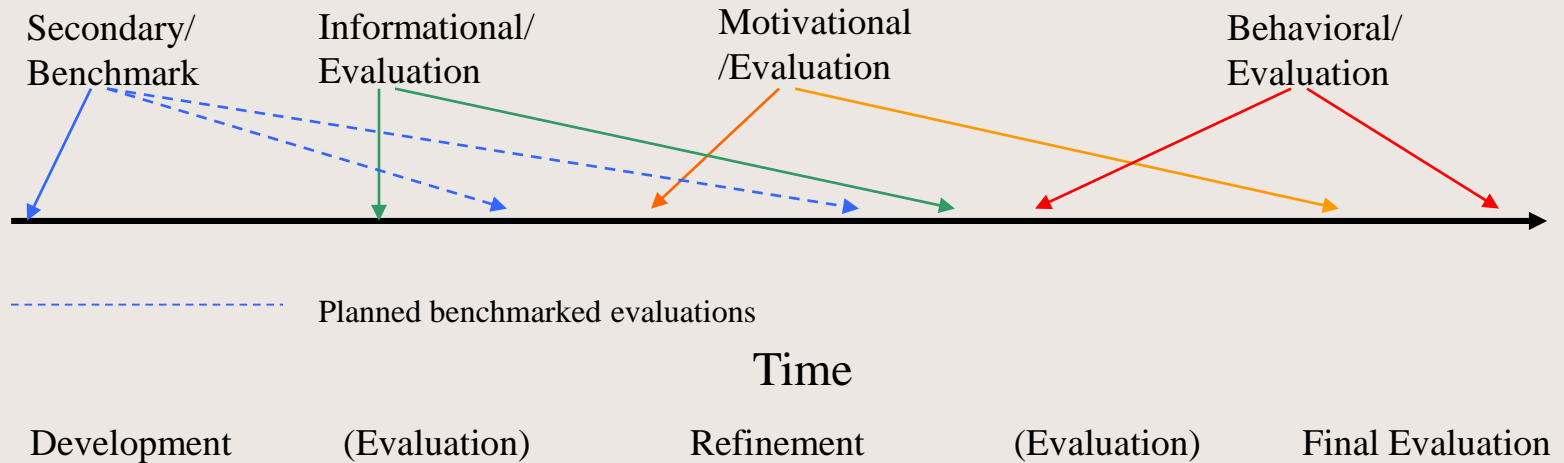 Secondary/
Benchmark
Informational/
Evaluation
Motivational
/Evaluation
Behavioral/
Evaluation
Planned benchmarked evaluations
Time
Development
(Evaluation)
Refinement
(Evaluation)
Final Evaluation